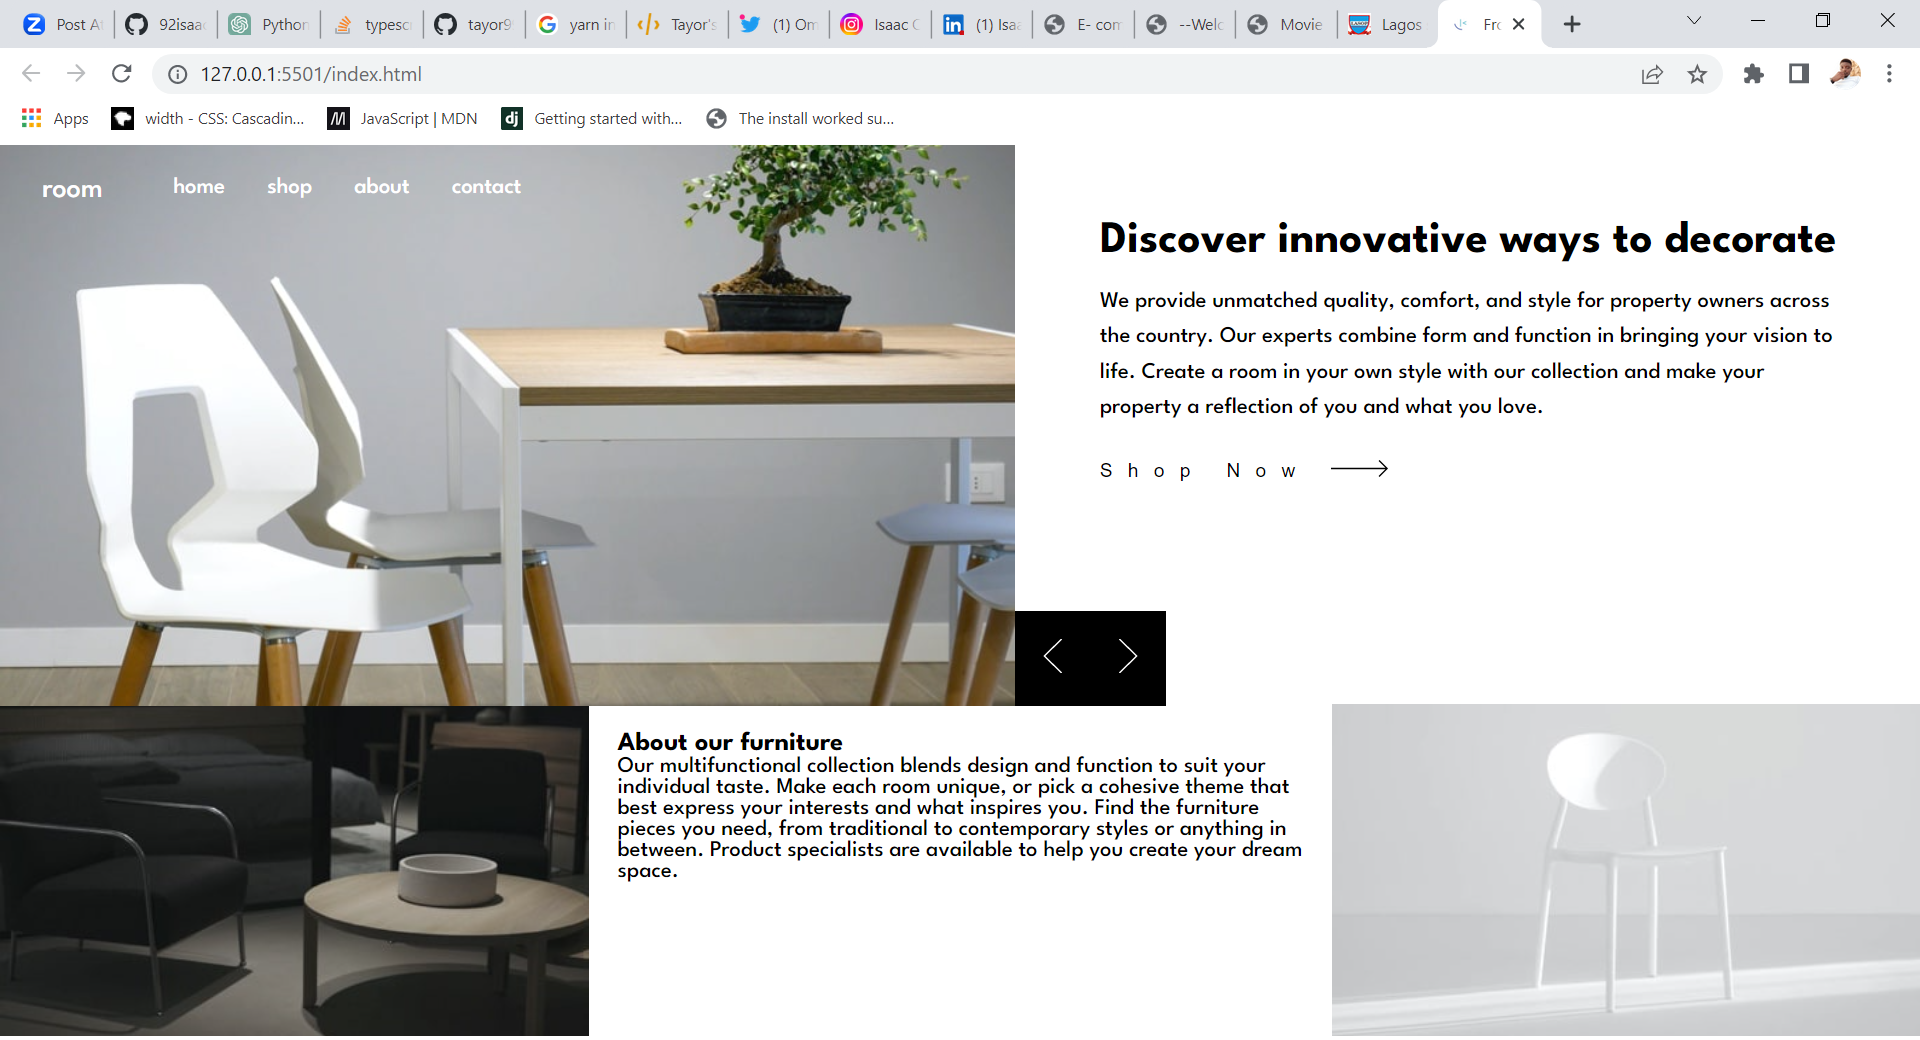 Post A
92isaa
Python
typesc
tayor9
yarn in
Tayor's
(1) Om
Isaac
(1) Isa
E- com
--Welc
Movie
Lagos
Fro
127.0.0.1:5501/index.html
Apps
width - CSS: Cascadin...
JavaScript | MDN
dj
Getting started with...
The install worked su...
room
home
shop
about
contact
Discover innovative ways to decorate
We provide unmatched quality, comfort, and style for property owners across
the country. Our experts combine form and function in bringing your vision to
life. Create a room in your own style with our collection and make your
property a reflection of you and what you love.
Shop Now
About our furniture
Our multifunctional collection blends design and function to suit your
individual taste. Make each room unique, or pick a cohesive theme that
best express your interests and what inspires you. Find the furniture
pieces you need, from traditional to contemporary styles or anything in
between. Product specialists are available to help you create your dream
space.